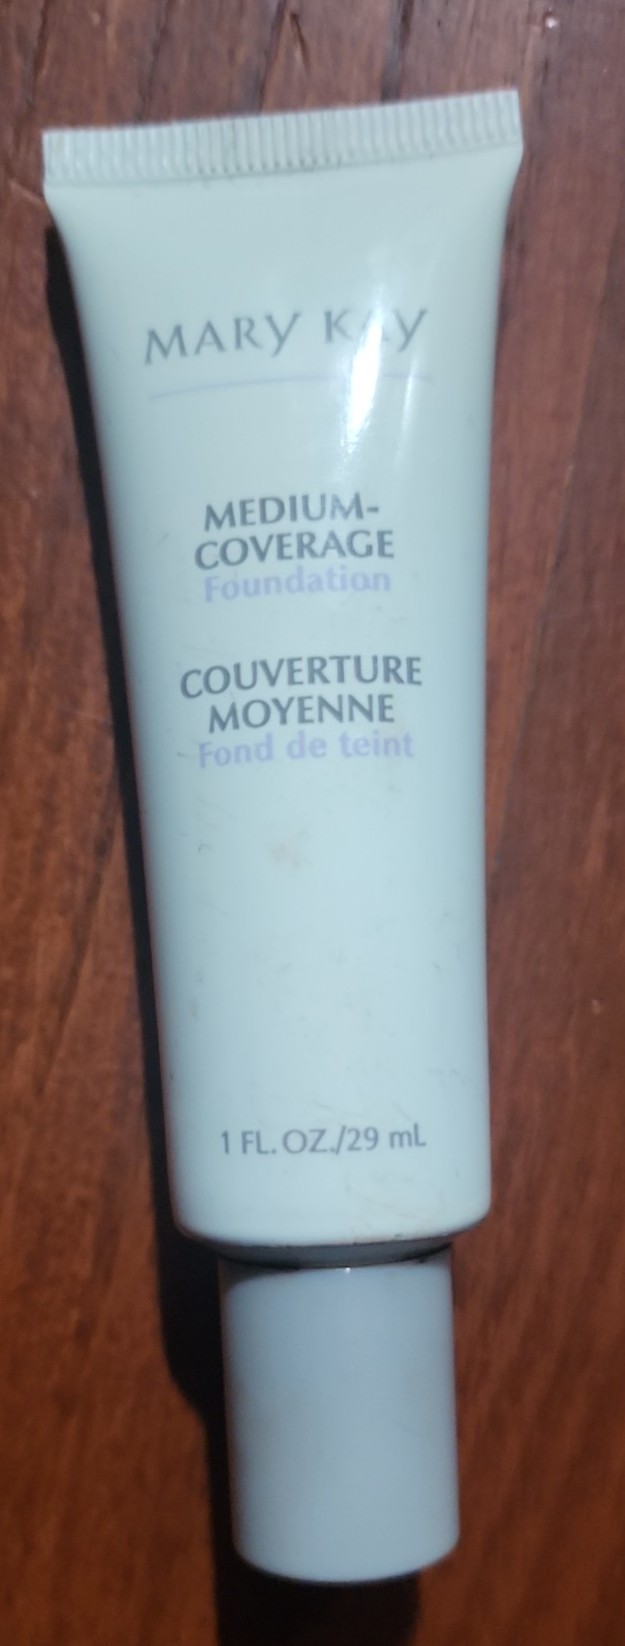 MARY KAY
MEDIUM-
COVERAGE
Foundation
COUVERTURE
MOYENNE
Fond de teint
1 FL. OZ./29 mL